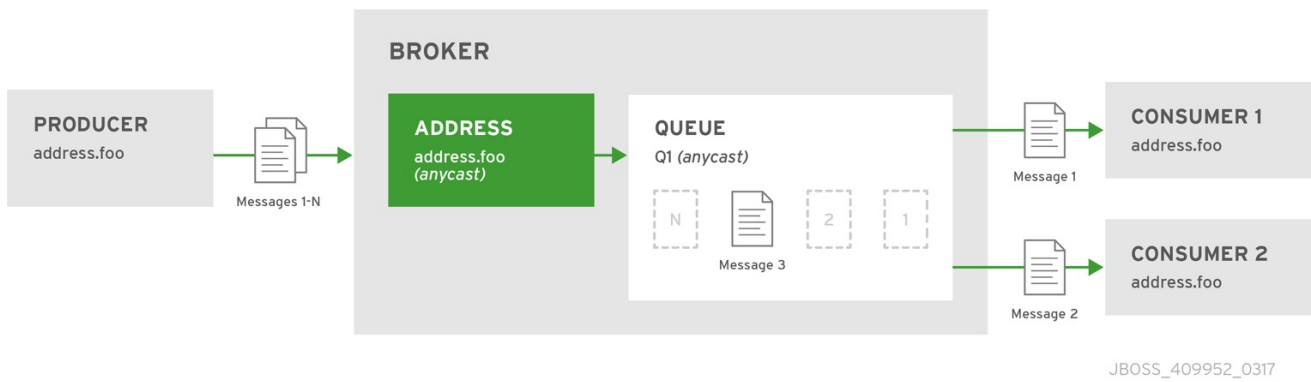 BROKER
PRODUCER
address.foo
Messages 1-N
ADDRESS
address.foo
(anycast)
QUEUE
Q1 (anycast)
N
2
1
Message 3
Message 1
CONSUMER 1
address.foo
Message 2
CONSUMER 2
address.foo
JBOSS_409952_0317